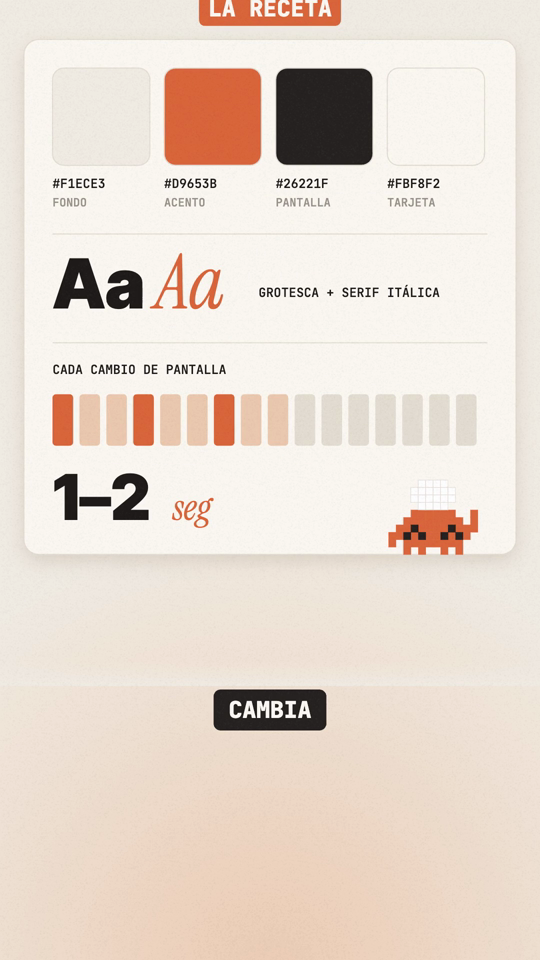 LA RECETA
#F1ECE3
FONDO
#D9653B
ACENTO
#26221F
PANTALLA
#FBF8F2
TARJETA
Aa Aa
GROTESCA + SERIF ITÁLICA
CADA CAMBIO DE PANTALLA
1–2 seg
CAMBIA